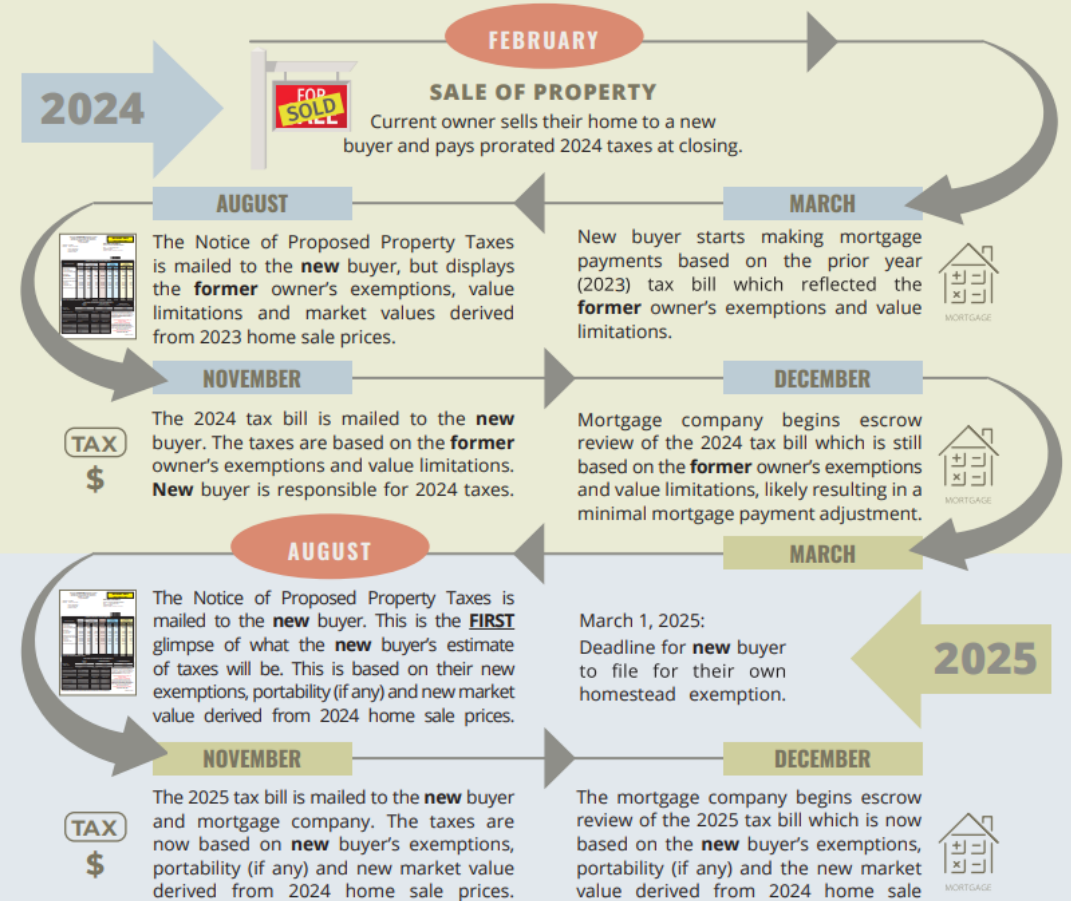 2024
FEBRUARY
FOR
SOLD
SALE OF PROPERTY
Current owner sells their home to a new
buyer and pays prorated 2024 taxes at closing.
MARCH
New buyer starts making mortgage
payments based on the prior year
(2023) tax bill which reflected the
former owner's exemptions and value
limitations.
MORTGAGE
AUGUST
The Notice of Proposed Property Taxes
is mailed to the new buyer, but displays
the former owner's exemptions, value
limitations and market values derived
from 2023 home sale prices.
NOVEMBER
TAX
$
The 2024 tax bill is mailed to the new
buyer. The taxes are based on the former
owner's exemptions and value limitations.
New buyer is responsible for 2024 taxes.
DECEMBER
Mortgage company begins escrow
review of the 2024 tax bill which is still
based on the former owner's exemptions
and value limitations, likely resulting in a
minimal mortgage payment adjustment.
MORTGAGE
2025
MARCH
March 1, 2025:
Deadline for new buyer
to file for their own
homestead exemption.
AUGUST
The Notice of Proposed Property Taxes is
mailed to the new buyer. This is the FIRST
glimpse of what the new buyer's estimate
of taxes will be. This is based on their new
exemptions, portability (if any) and new market
value derived from 2024 home sale prices.
NOVEMBER
TAX
$
The 2025 tax bill is mailed to the new buyer
and mortgage company. The taxes are
now based on new buyer's exemptions,
portability (if any) and new market value
derived from 2024 home sale prices.
DECEMBER
The mortgage company begins escrow
review of the 2025 tax bill which is now
based on the new buyer's exemptions,
portability (if any) and the new market
value derived from 2024 home sale
MORTGAGE